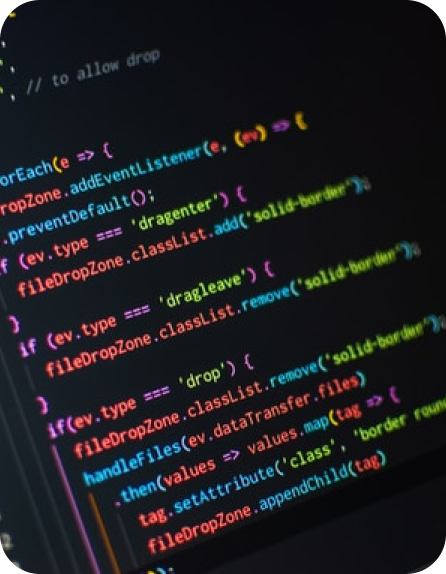 // to allow drop
orEach(e => {
ropZone.addEventListener(e, (ev) => {
.preventDefault();
f (ev.type === 'dragenter') {
fileDropZone.classList.add('solid-border');
}
if (ev.type === 'dragleave') {
fileDropZone.classList.remove('solid-border');
}
if(ev.type === 'drop') {
fileDropZone.classList.remove('solid-border');
handleFiles(ev.dataTransfer.files)
.then(values => values.map(tag => {
tag.setAttribute('class', 'border roun
fileDropZone.appendChild(tag)
);